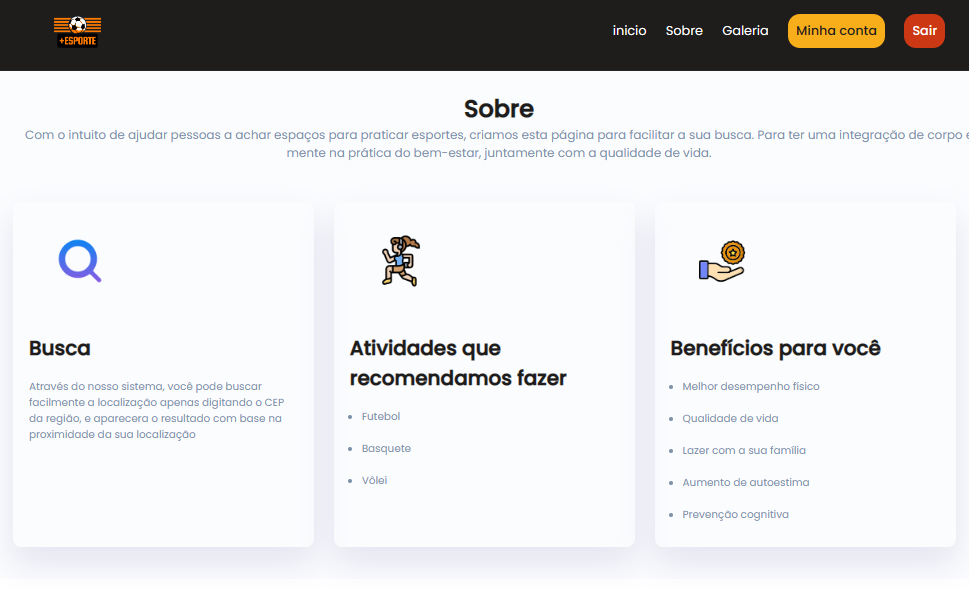 +ESPORTE
inicio Sobre Galeria Minha conta Sair
Sobre
Com o intuito de ajudar pessoas a achar espaços para praticar esportes, criamos esta página para facilitar a sua busca. Para ter uma integração de corpo e
mente na prática do bem-estar, juntamente com a qualidade de vida.
Busca
Através do nosso sistema, você pode buscar
facilmente a localização apenas digitando o CEP
da região, e aparecera o resultado com base na
proximidade da sua localização
Atividades que
recomendamos fazer
Futebol
Basquete
Vôlei
Benefícios para você
Melhor desempenho físico
Qualidade de vida
Lazer com a sua família
Aumento de autoestima
Prevenção cognitiva